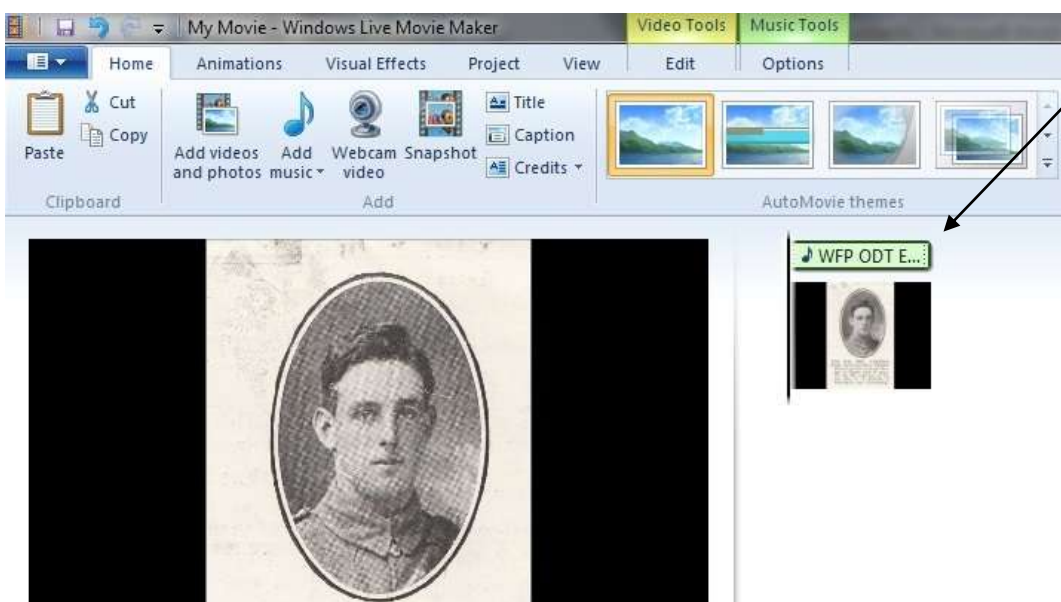 My Movie - Windows Live Movie Maker
Video Tools
Music Tools
Home
Animations
Visual Effects
Project
View
Edit
Options
Paste
Cut
Copy
Clipboard
Add videos
and photos
Add
music
Webcam
video
Snapshot
Title
Caption
Credits
Add
AutoMovie themes
WFP ODT E...